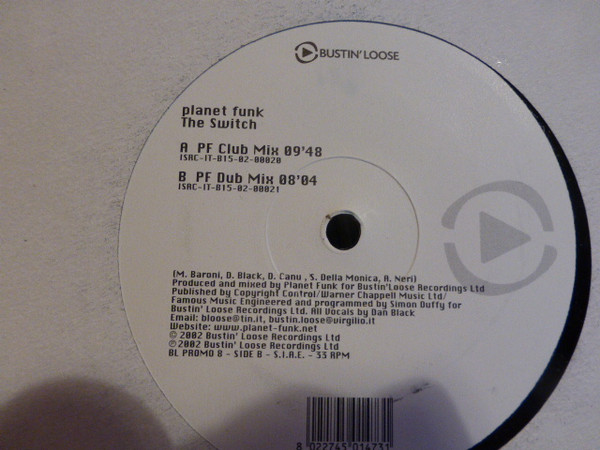 BUSTIN' LOOSE
planet funk
The Switch
A PF Club Mix 09'48
ISRC-IT-B15-02-00020
B PF Dub Mix 08'04
ISRC-IT-B15-02-00021
(M. Baroni, D. Black, D. Canu , S. Della Monica, A. Neri)
Produced and mixed by Planet Funk for Bustin'Loose Recordings Ltd
Published by Copyright Control/Warner Chappell Music Ltd/
Famous Music Engineered and programmed by Simon Duffy for
Bustin' Loose Recordings Ltd. All Vocals by Dan Black
Email: bloose@tin.it, bustin.loose@virgilio.it
Website: www.planet-funk.net
© 2002 Bustin' Loose Recordings Ltd
℗ 2002 Bustin' Loose Recordings Ltd
BL PROMO 8 - SIDE B - S.I.A.E. - 33 RPM
8 022745 014731